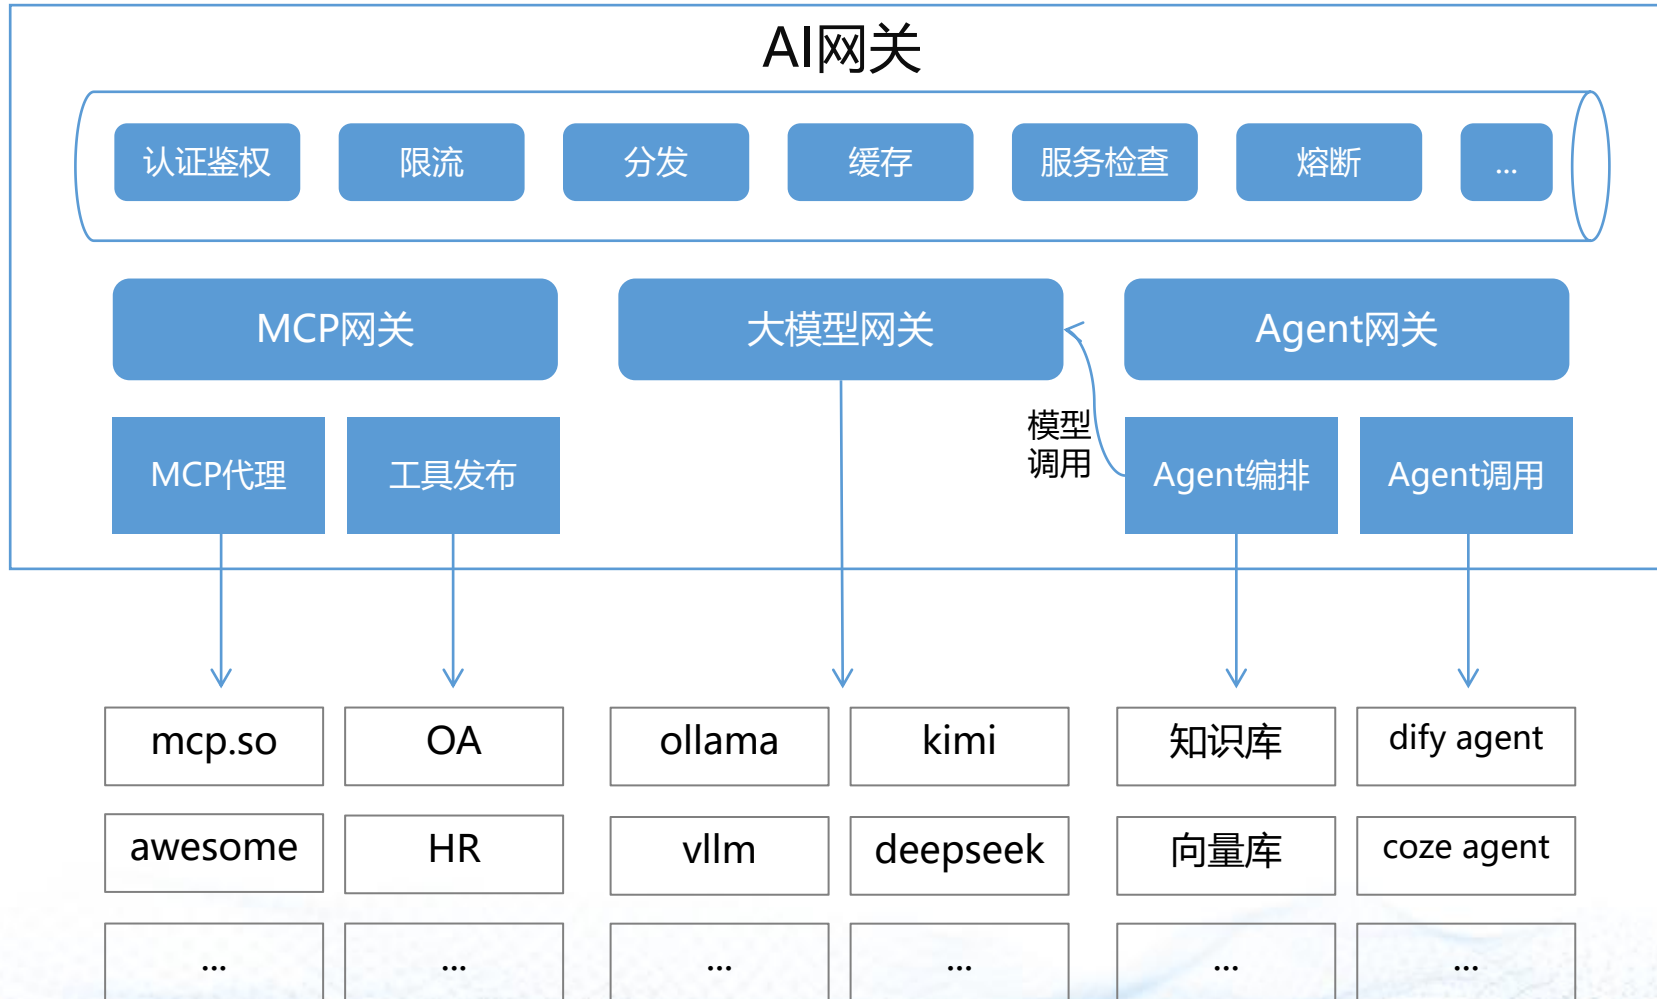 AI网关
认证鉴权
限流
分发
缓存
服务检查
熔断
...
MCP网关
大模型网关
Agent网关
模型
调用
MCP代理
工具发布
Agent编排
Agent调用
mcp.so
OA
ollama
kimi
知识库
dify agent
awesome
HR
vllm
deepseek
向量库
coze agent
...
...
...
...
...
...